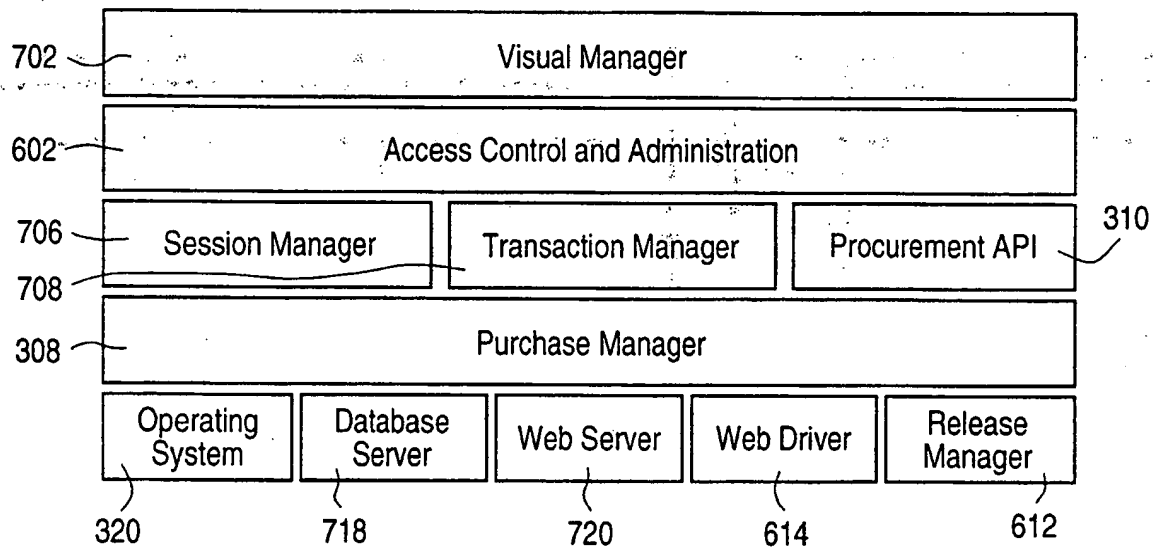 702
Visual Manager
602
Access Control and Administration
706
Session Manager
Transaction Manager
Procurement API
310
708
308
Purchase Manager
Operating
System
Database
Server
Web Server
Web Driver
Release
Manager
320
718
720
614
612